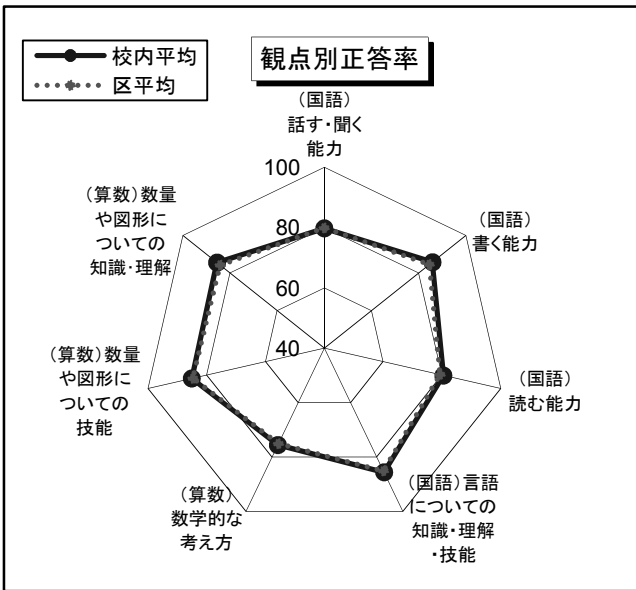 校内平均
区平均
観点別正答率
（国語）
話す・聞く
能力
100
80
60
40
（国語）
書く能力
（国語）
読む能力
（国語）言語
についての
知識・理解
・技能
（算数）
数学的な
考え方
（算数）数量
や図形に
ついての
技能
（算数）数量
や図形に
ついての
知識・理解